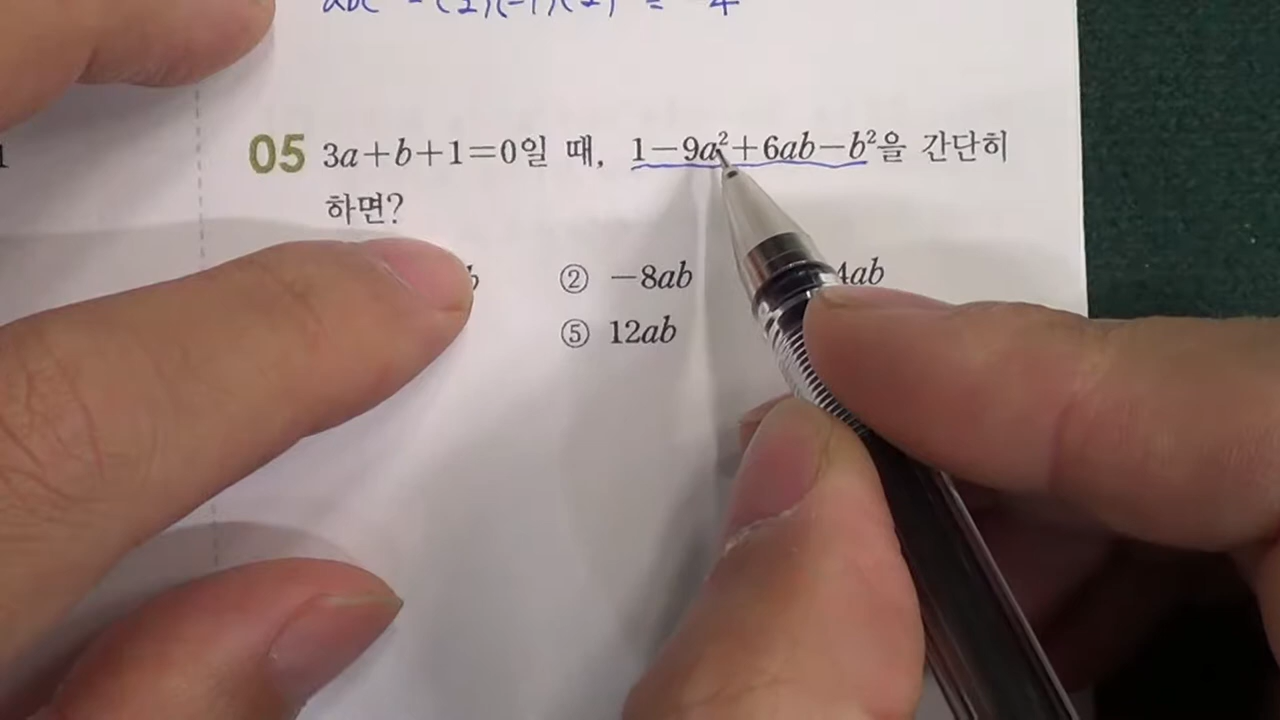 05 3a+b+1=0일 때, 1-9a²+6ab-b²을 간단히
하면?
② -8ab
4ab
⑤ 12ab